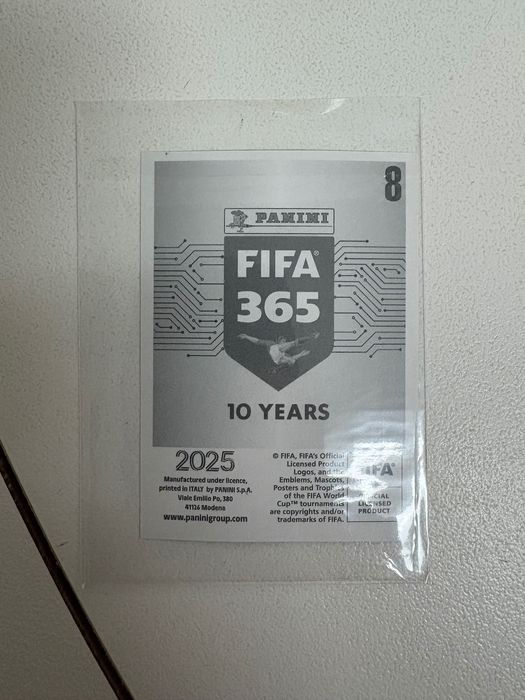 8
PANINI
FIFA®
365
10 YEARS
2025
Manufactured under licence,
printed in ITALY by PANINI S.p.A.
Viale Emilio Po, 380
41126 Modena
www.paninigroup.com
© FIFA, FIFA's Official
Licensed Product
Logos, and the
Emblems, Mascots,
Posters and Trophies
of the FIFA World
Cup™ tournaments
are copyrights and/or
trademarks of FIFA.
FIFA®
OFFICIAL
LICENSED
PRODUCT